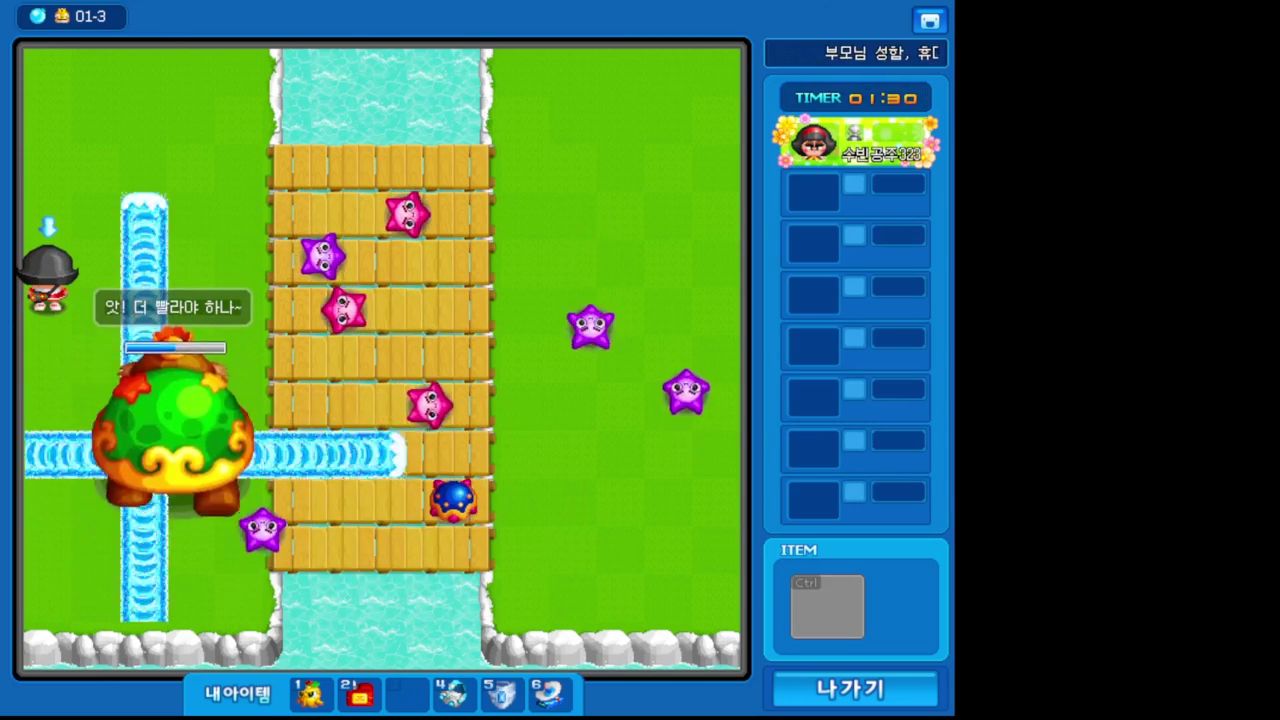 01-3
부모님 성함, 휴
TIMER 01:30
수빈공주323
앗! 더 빨라야 하나~
ITEM
Ctrl
내아이템 1 2 4 5 6
나가기